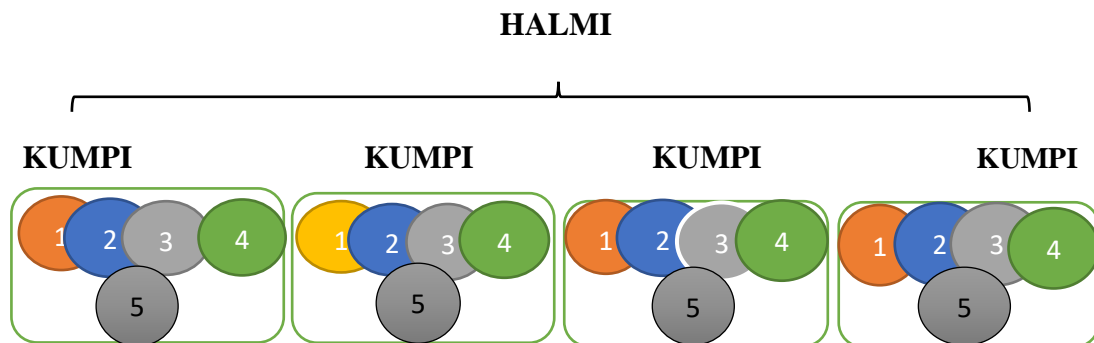 HALMI
KUMPI KUMPI KUMPI KUMPI
1 2 3 4 1 2 3 4 1 2 3 4 1 2 3 4
5 5 5 5